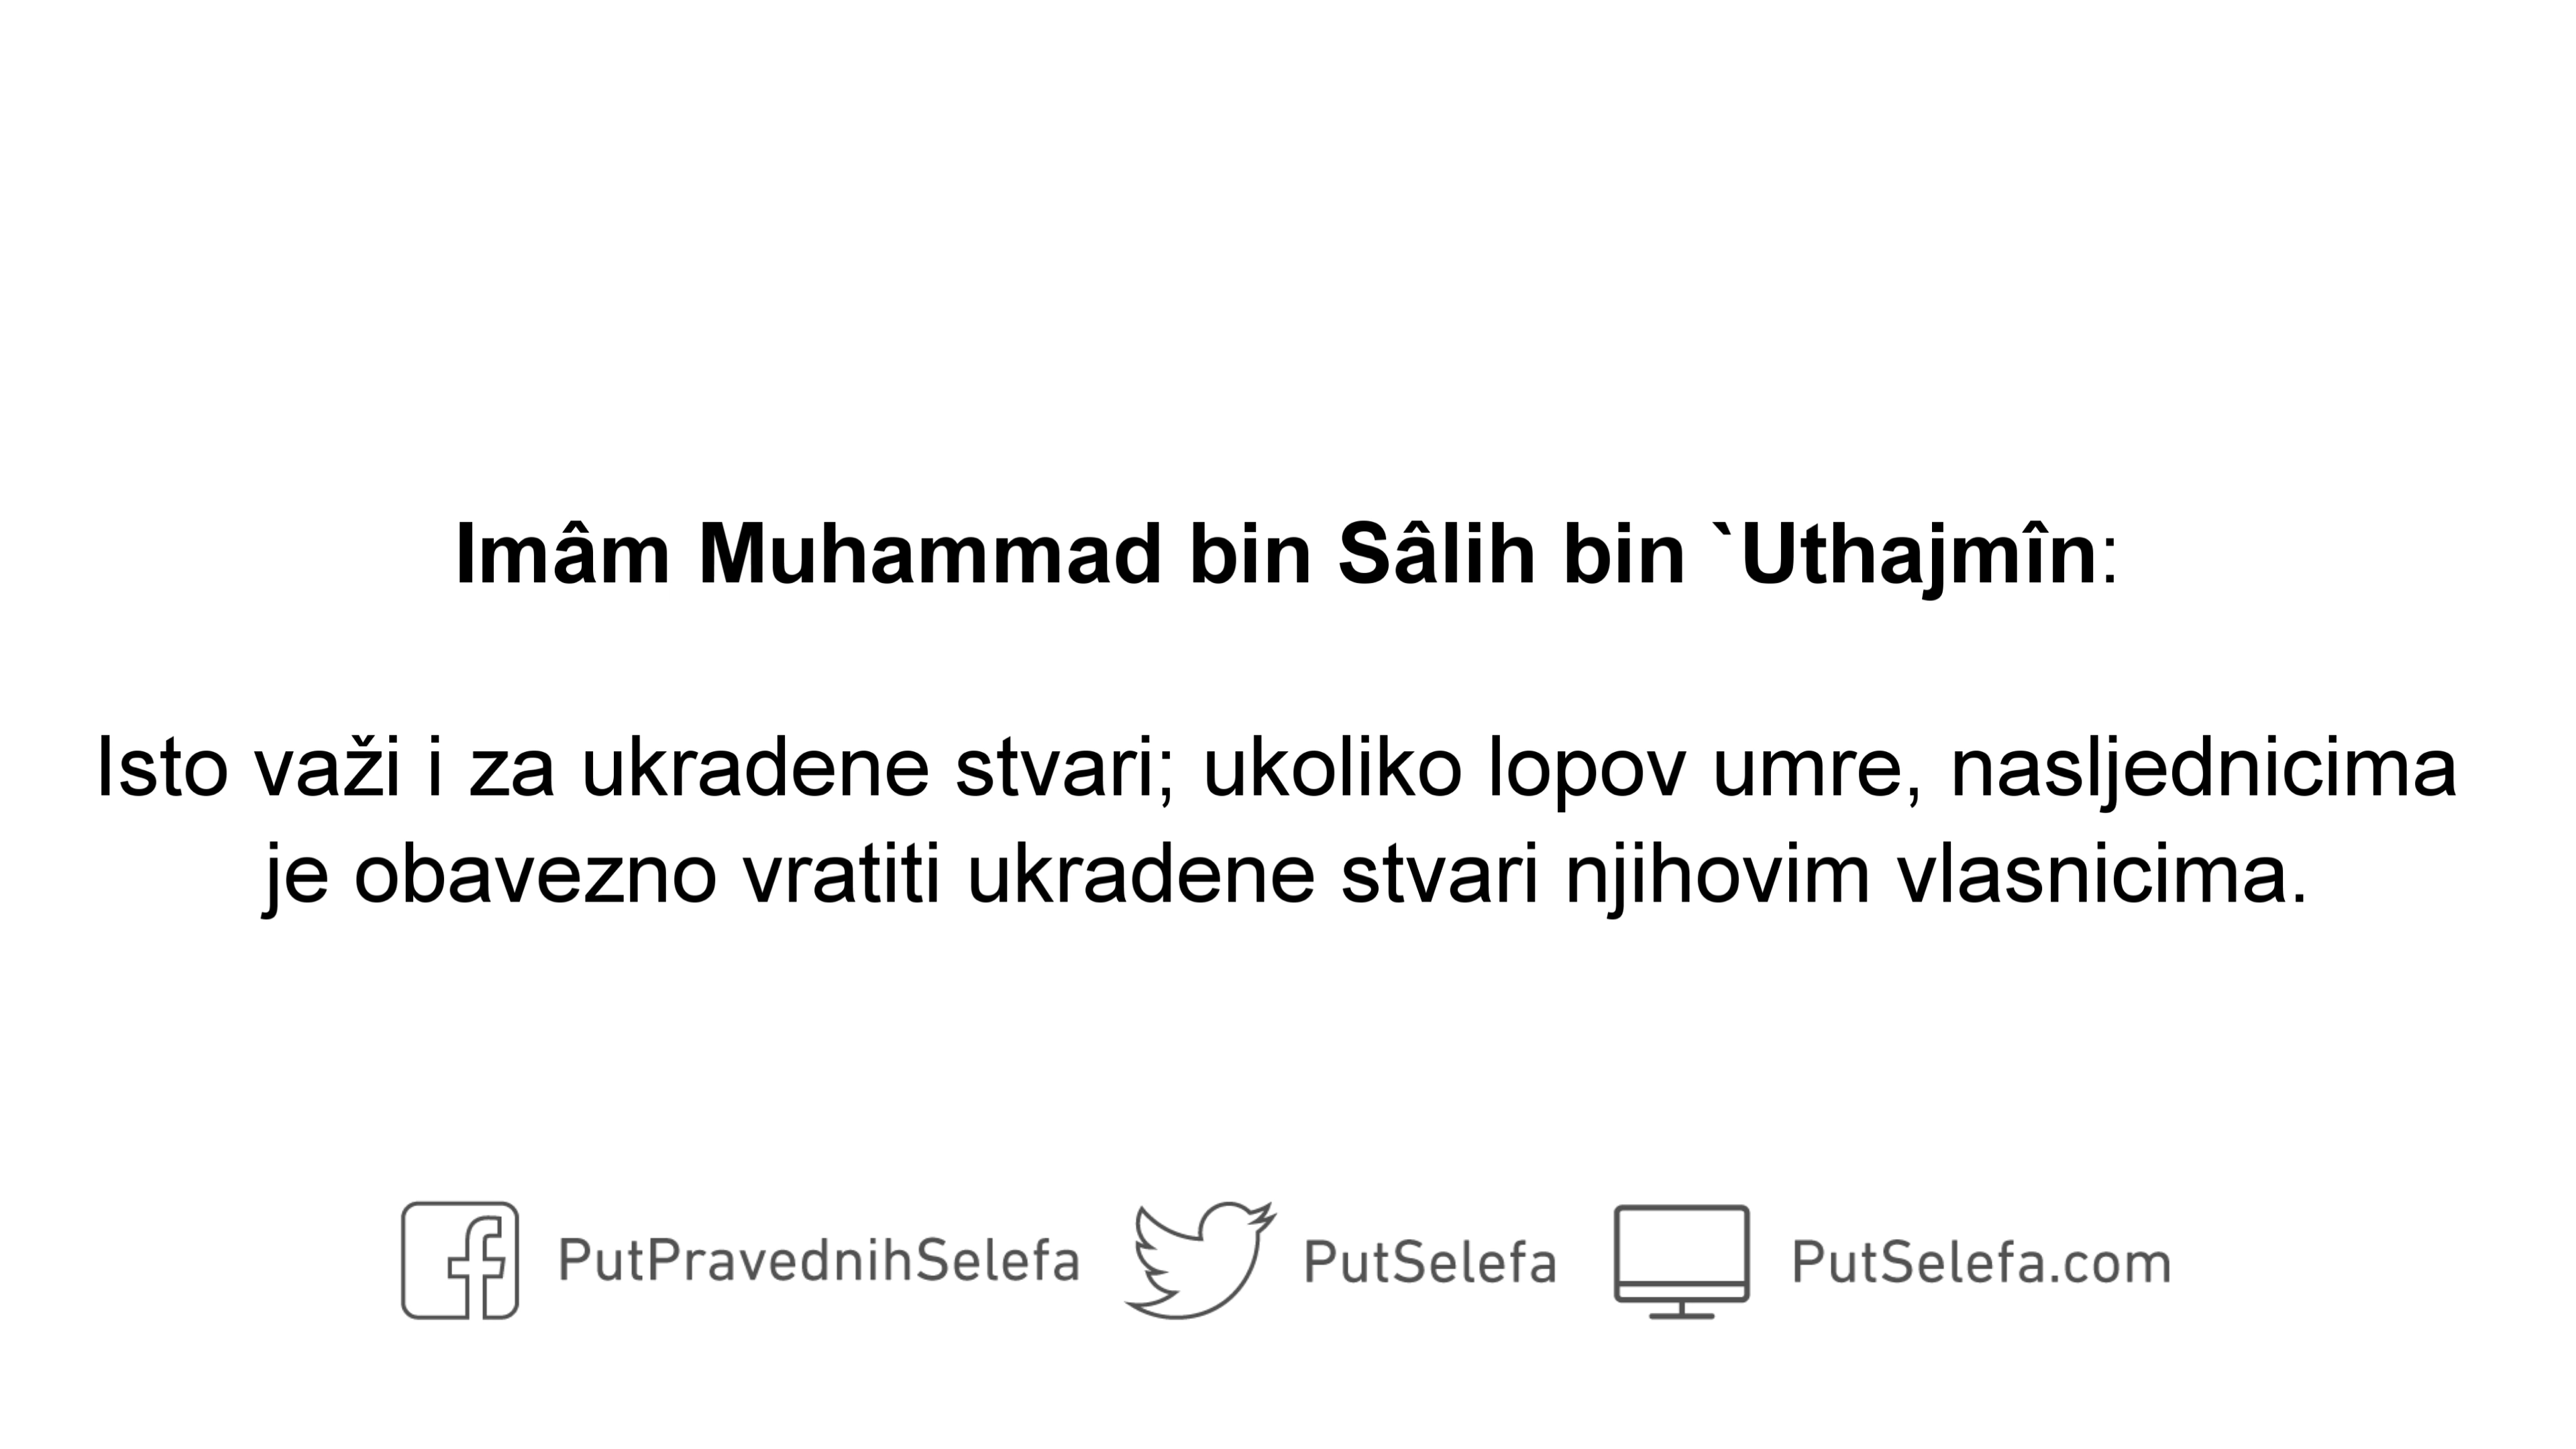 Imâm Muhammad bin Sâlih bin `Uthajmîn:
Isto važi i za ukradene stvari; ukoliko lopov umre, nasljednicima
je obavezno vratiti ukradene stvari njihovim vlasnicima.
PutPravednihSelefa PutSelefa PutSelefa.com